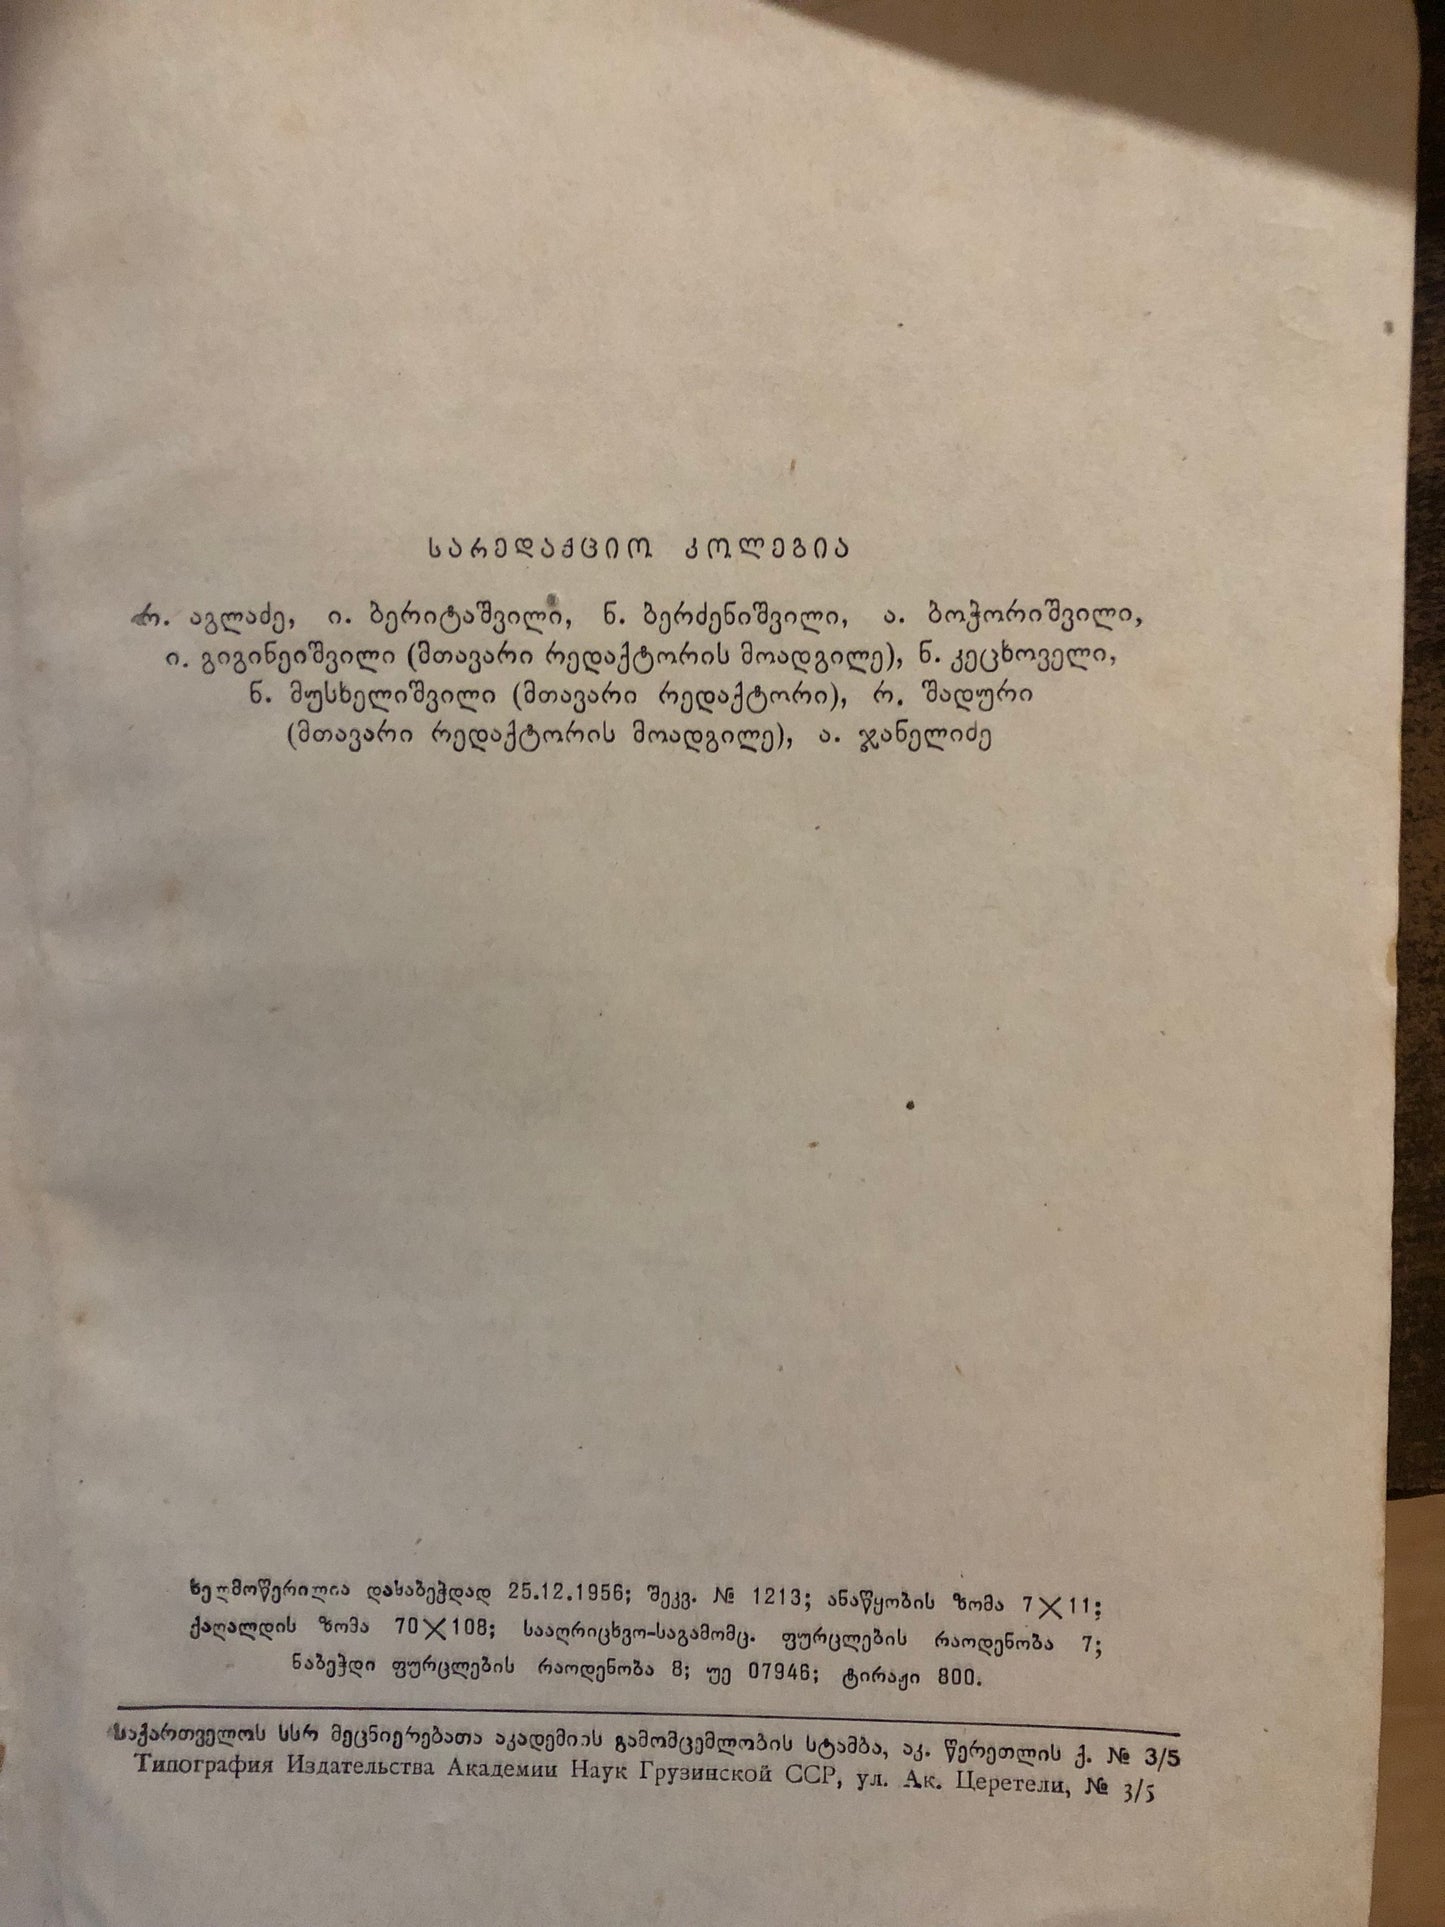 სარედაქციო კოლეგია
რ. აგლაძე, ი. ბერიტაშვილი, ნ. ბერძენიშვილი, ა. ბოჭორიშვილი,
ი. გიგინეიშვილი (მთავარი რედაქტორის მოადგილე), ნ. კეცხოველი,
ნ. მუსხელიშვილი (მთავარი რედაქტორი), რ. შადური
(მთავარი რედაქტორის მოადგილე), ა. ჯანელიძე
ხელმოწერილია დასაბეჭდად 25.12.1956; შეკვ. № 1213; ანაწყობის ზომა 7×11;
ქაღალდის ზომა 70×108; სააღრიცხვო-საგამომც. ფურცლების რაოდენობა 7;
ნაბეჭდი ფურცლების რაოდენობა 8; უე 07946; ტირაჟი 800.
საქართველოს სსრ მეცნიერებათა აკადემიის გამომცემლობის სტამბა, აკ. წერეთლის ქ. № 3/5
Типография Издательства Академии Наук Грузинской ССР, ул. Ак. Церетели, № 3/5